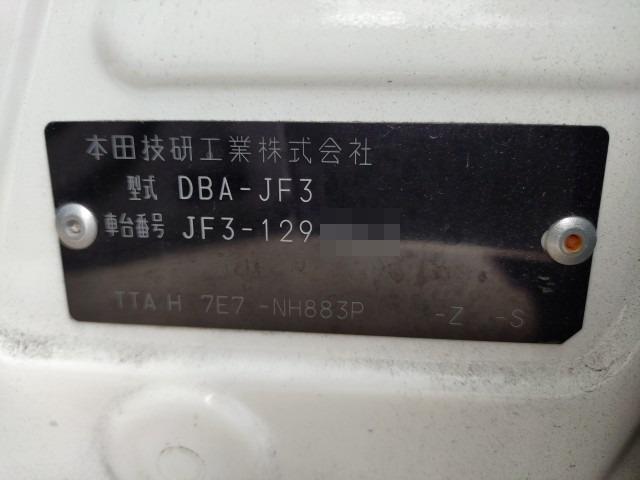 本田技研工業株式会社
型式 DBA-JF3
車台番号 JF3-129
TTA H 7E7 -NH883P -Z -S